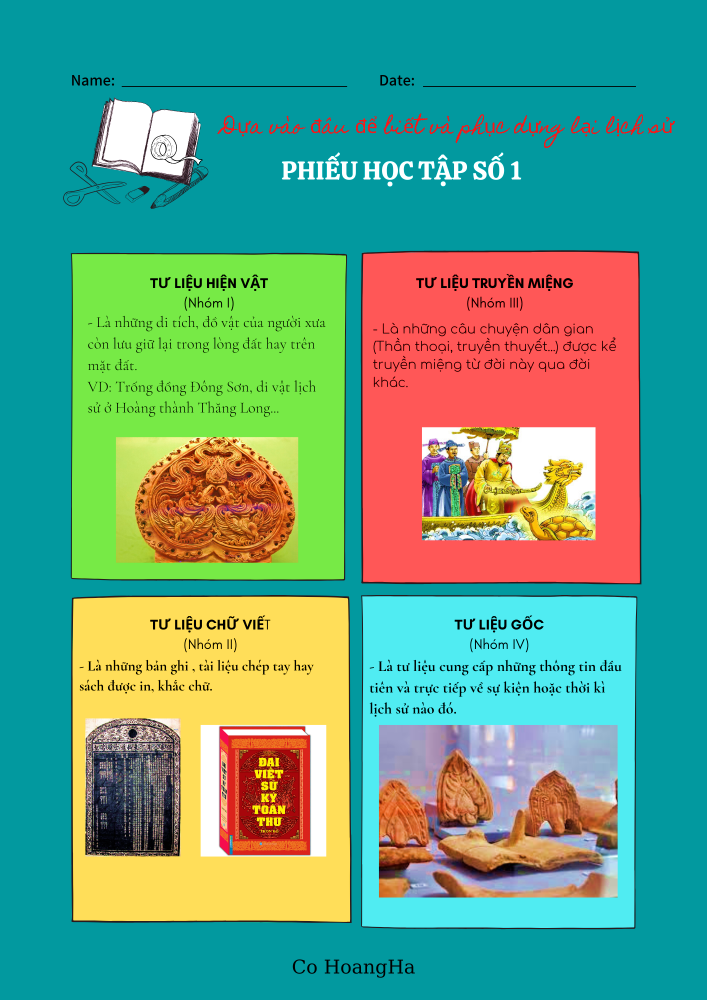 Name:
Date:
Dựa vào đâu để biết và phục dựng lại lịch sử
PHIẾU HỌC TẬP SỐ 1
TƯ LIỆU HIỆN VẬT
(Nhóm I)
- Là những di tích, đồ vật của người xưa
còn lưu giữ lại trong lòng đất hay trên
mặt đất.
VD: Trống đồng Đông Sơn, di vật lịch
sử ở Hoàng thành Thăng Long...
TƯ LIỆU TRUYỀN MIỆNG
(Nhóm III)
- Là những câu chuyện dân gian
(Thần thoại, truyền thuyết...) được kể
truyền miệng từ đời này qua đời
khác.
TƯ LIỆU CHỮ VIẾT
(Nhóm II)
- Là những bản ghi , tài liệu chép tay hay
sách được in, khắc chữ.
ĐẠI
VIỆT
SỬ
KÝ
TOÀN
THƯ
TRỌN BỘ
TƯ LIỆU GỐC
(Nhóm IV)
- Là tư liệu cung cấp những thông tin đầu
tiên và trực tiếp về sự kiện hoặc thời kì
lịch sử nào đó.
Co HoangHa